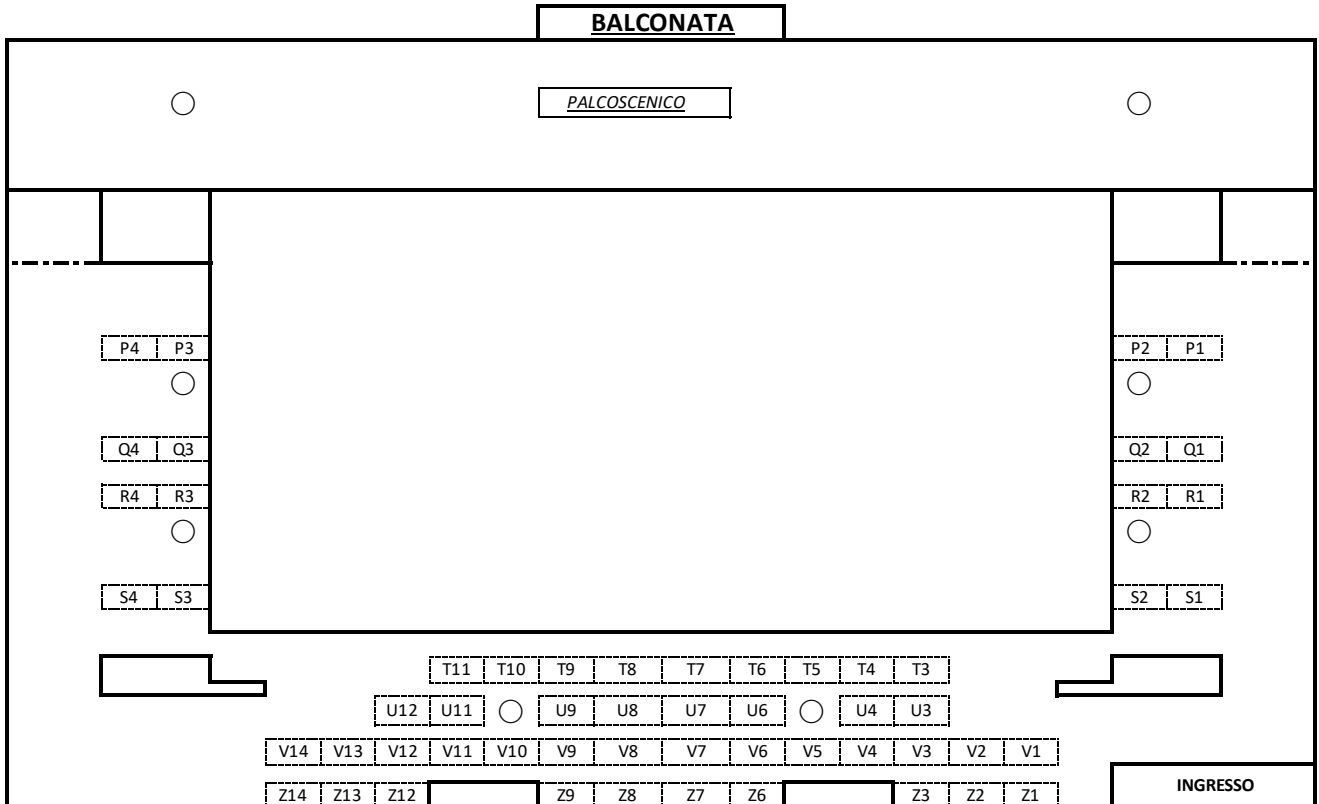 BALCONATA
PALCOSCENICO
P4 P3 P2 P1
Q4 Q3 Q2 Q1
R4 R3 R2 R1
S4 S3 S2 S1
T11 T10 T9 T8 T7 T6 T5 T4 T3
U12 U11 U9 U8 U7 U6 U4 U3
V14 V13 V12 V11 V10 V9 V8 V7 V6 V5 V4 V3 V2 V1
INGRESSO
Z14 Z13 Z12 Z9 Z8 Z7 Z6 Z3 Z2 Z1